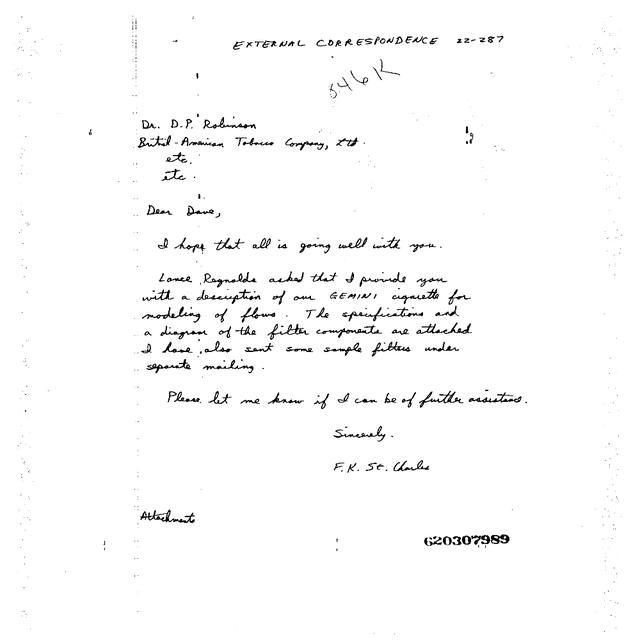 EXTERNAL CORRESPONDENCE 22-287
846K
Dr. D.P. Robinson
British-American Tobacco Company, Ltd.
etc.
etc.
Dear Dave,
I hope that all is going well with you.
Lance Reynolds asked that I provide you
with a description of our GEMINI cigarette for
modeling of flows. The specifications and
a diagram of the filter components are attached
I have also sent some sample filters under
separate mailing.
Please let me know if I can be of further assistance.
Sincerely.
F. K. St. Charles
Attachments
620307989